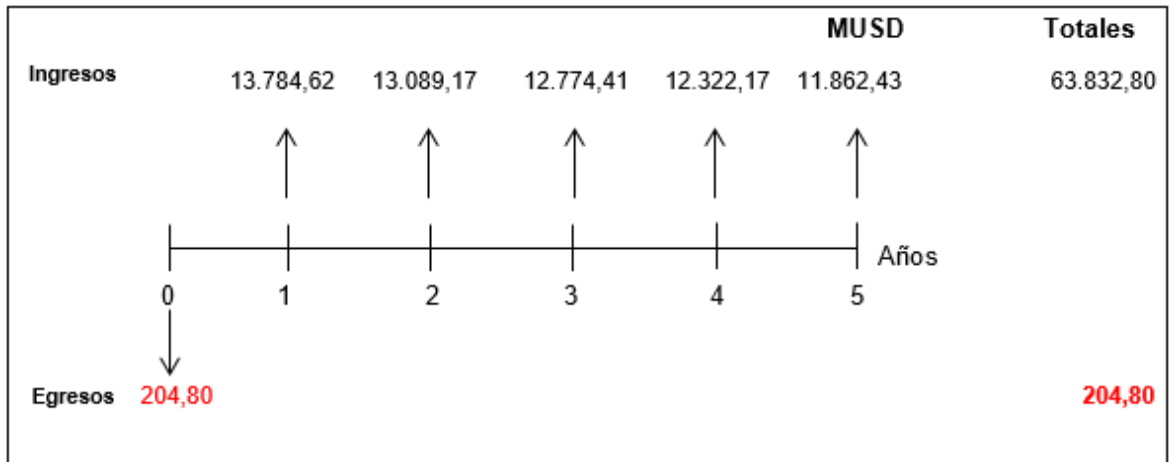 MUSD Totales
Ingresos 13.784,62 13.089,17 12.774,41 12.322,17 11.862,43 63.832,80
Años
0 1 2 3 4 5
Egresos 204,80 204,80